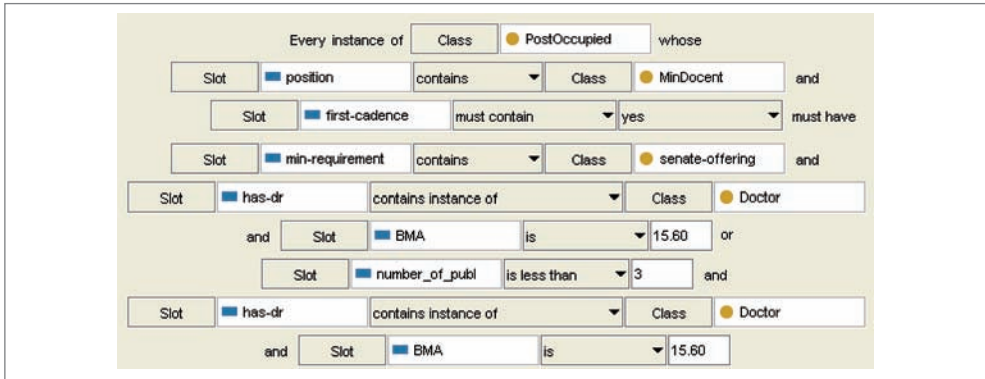 Every instance of Class PostOccupied whose
Slot position contains Class MinDocent and
Slot first-cadence must contain yes must have
Slot min-requirement contains Class senate-offering and
Slot has-dr contains instance of Class Doctor
and Slot BMA is 15.60 or
Slot number_of_publ is less than 3 and
Slot has-dr contains instance of Class Doctor
and Slot BMA is 15.60